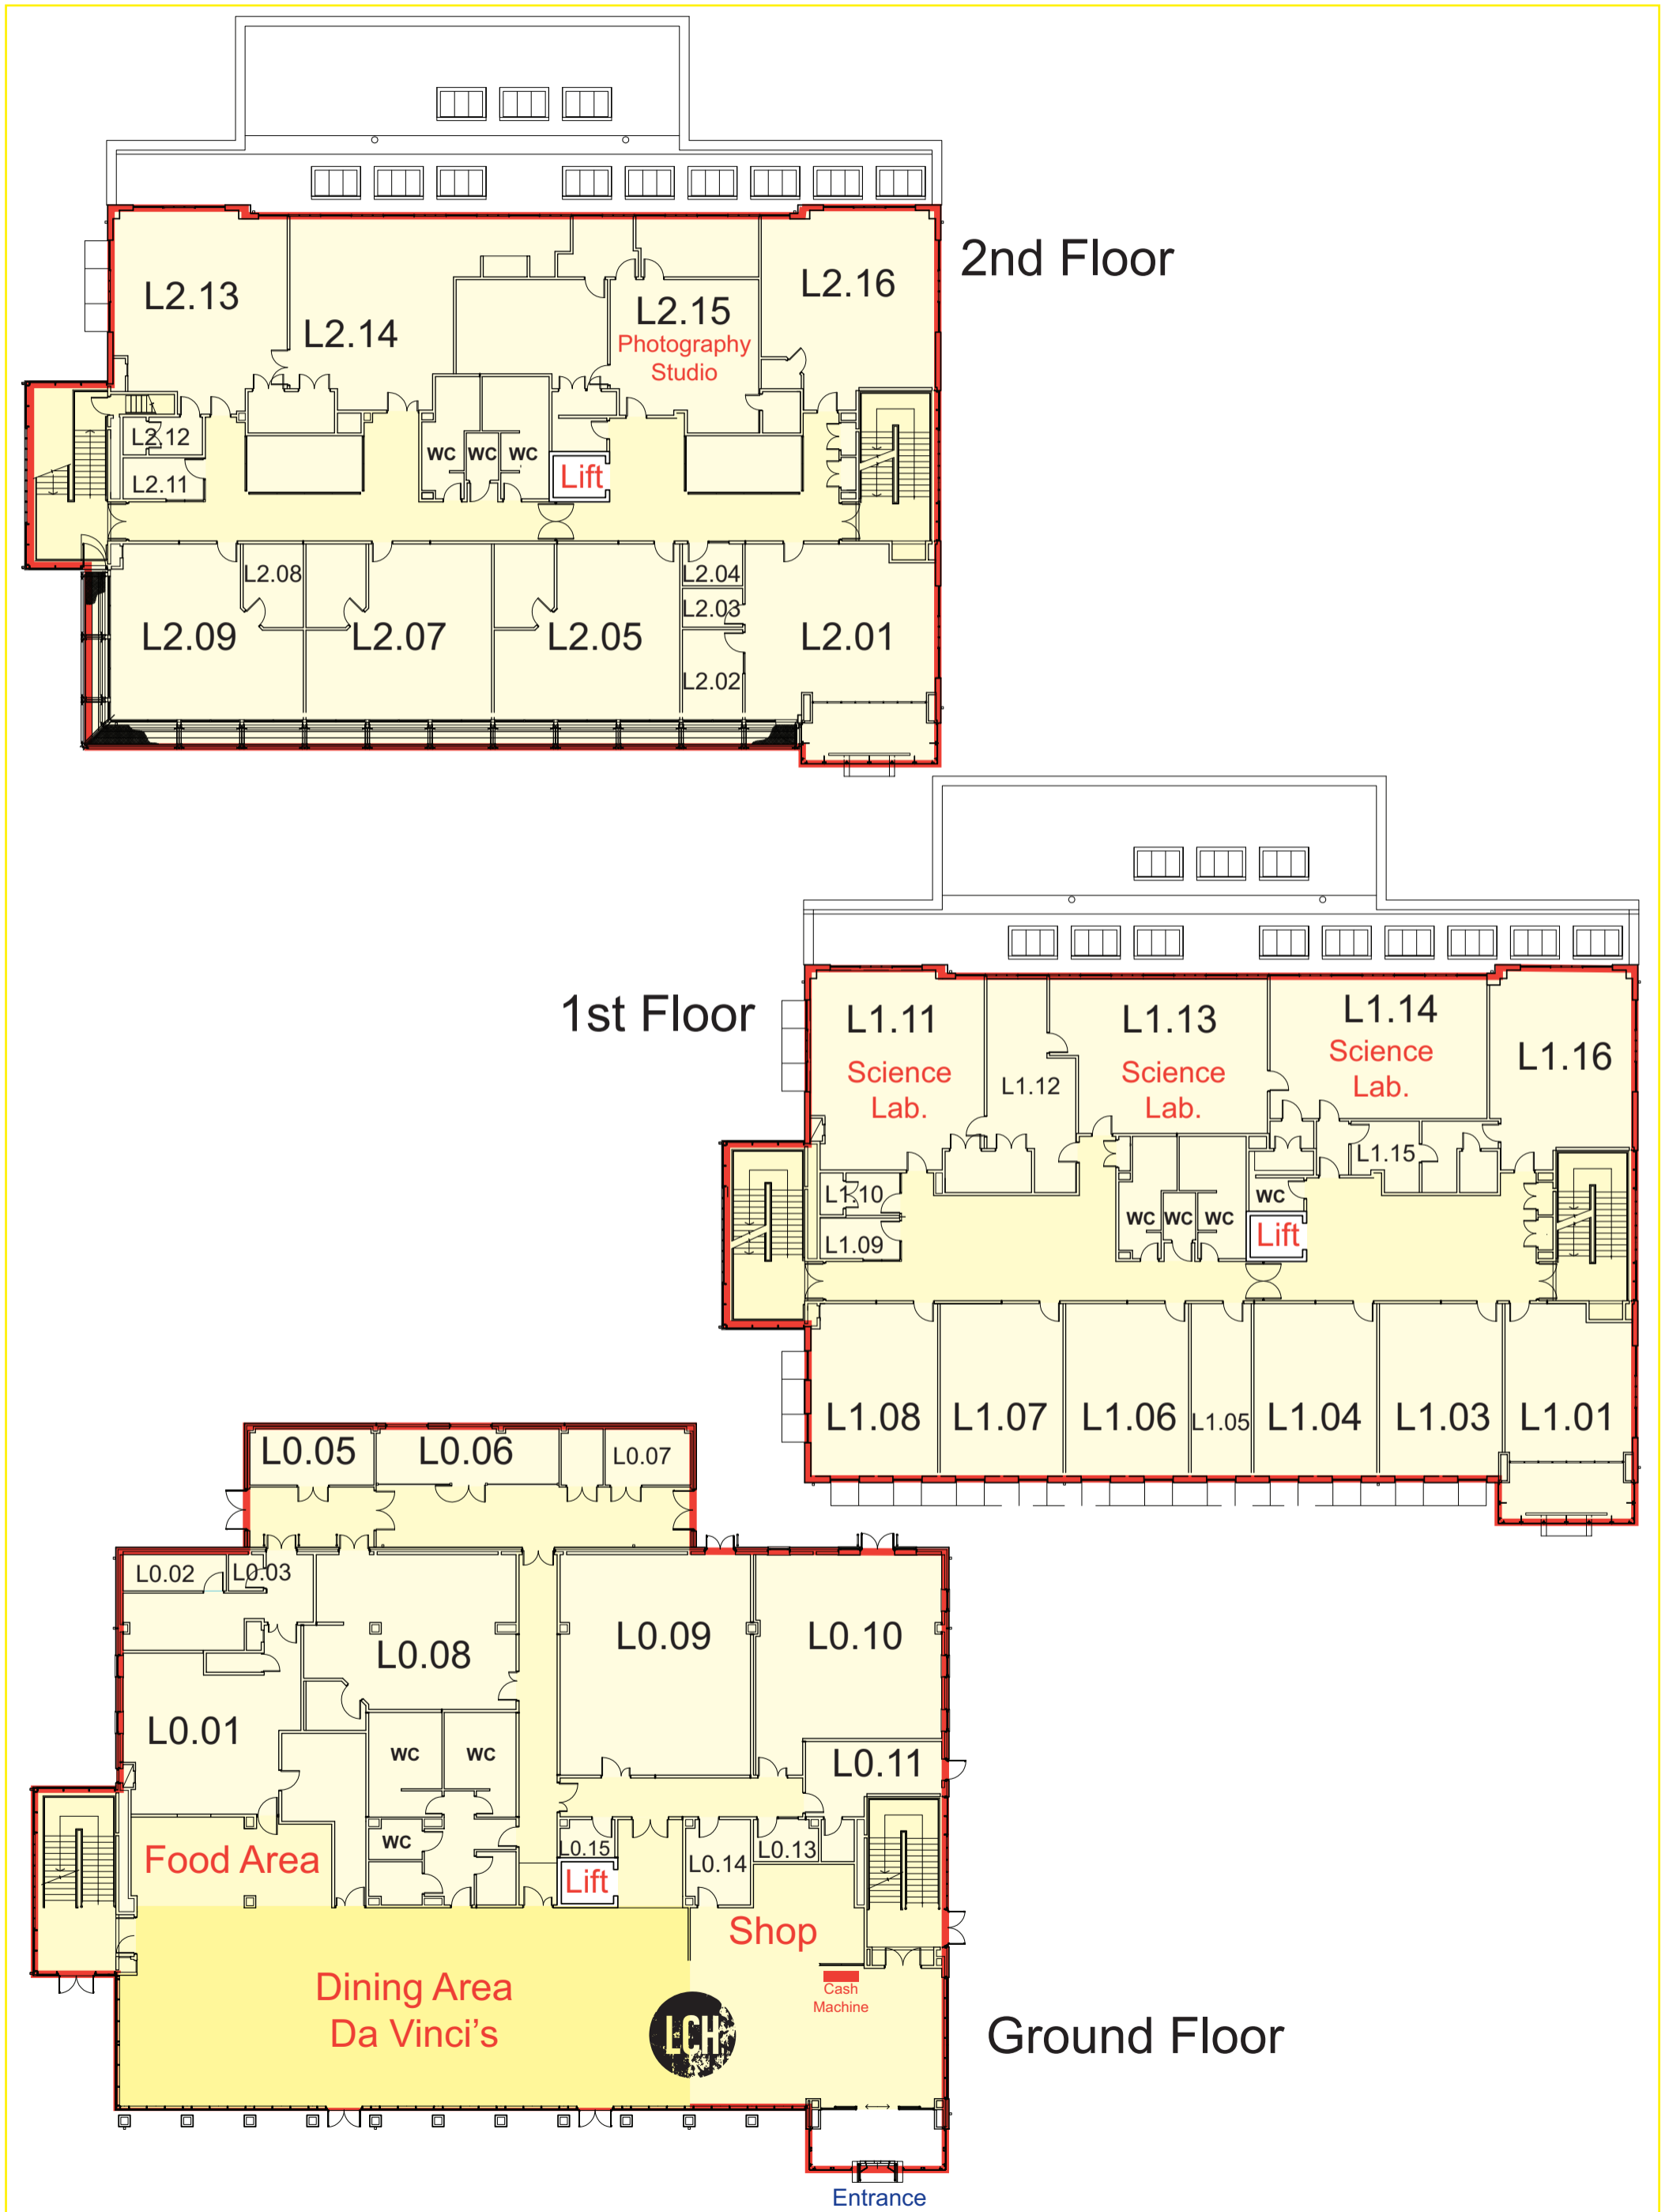 2nd Floor
L2.13
L2.14
L2.15
Photography
Studio
L2.16
L2.12
L2.11
WC
WC
WC
Lift
L2.09
L2.08
L2.07
L2.05
L2.04
L2.03
L2.02
L2.01
1st Floor
L1.11
Science
Lab.
L1.12
L1.13
Science
Lab.
L1.14
Science
Lab.
L1.16
L1.15
L1.10
L1.09
WC
WC
WC
WC
Lift
L1.08
L1.07
L1.06
L1.05
L1.04
L1.03
L1.01
L0.05
L0.06
L0.07
L0.02
L0.03
L0.08
L0.09
L0.10
L0.01
WC
WC
L0.11
WC
L0.15
L0.14
L0.13
Food Area
Lift
Shop
Cash
Machine
Dining Area
Da Vinci's
LCH
Ground Floor
Entrance